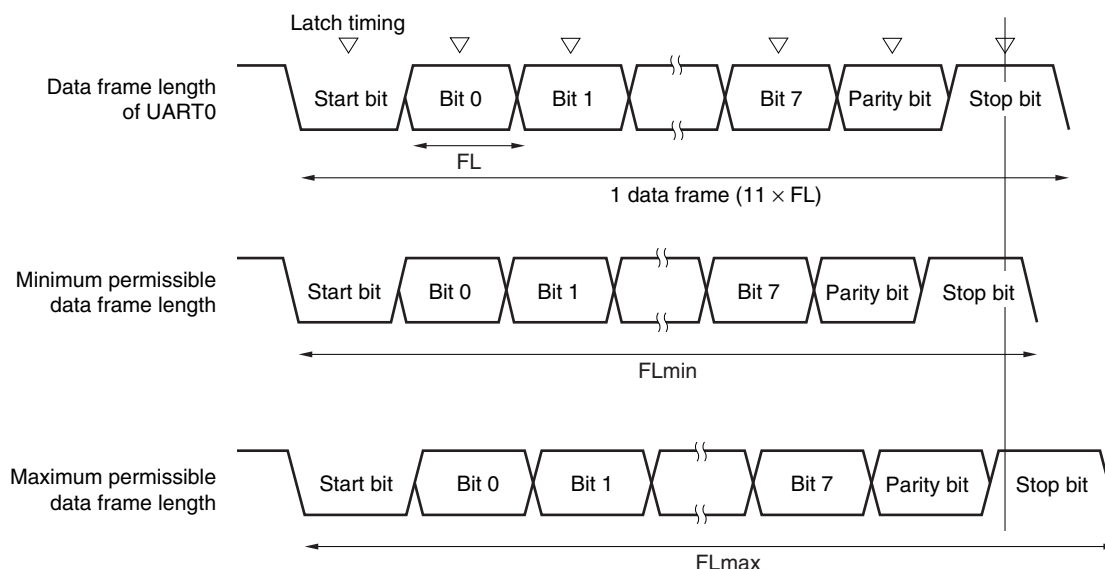 Latch timing
Data frame length
of UART0
Start bit
Bit 0
Bit 1
Bit 7
Parity bit
Stop bit
FL
1 data frame (11 × FL)
Minimum permissible
data frame length
Start bit
Bit 0
Bit 1
Bit 7
Parity bit
Stop bit
FLmin
Maximum permissible
data frame length
Start bit
Bit 0
Bit 1
Bit 7
Parity bit
Stop bit
FLmax